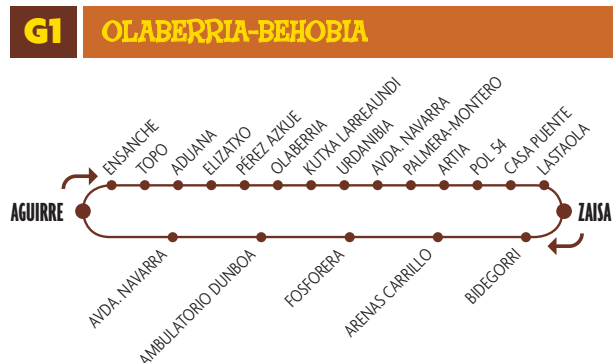 G1 OLABERRIA-BEHOBIA
ENSANCHE
TOPO
ADUANA
ELIZATXO
PÉREZ AZKUE
OLABERRIA
KUTXA LARREAUNDI
URDANIBIA
AVDA. NAVARRA
PALMERA-MONTERO
ARTIA
POL 54
CASA PUENTE
LASTAOLA
AGUIRRE
ZAISA
AVDA. NAVARRA
AMBULATORIO DUNBOA
FOSFORERA
ARENAS CARRILLO
BIDEGORRI